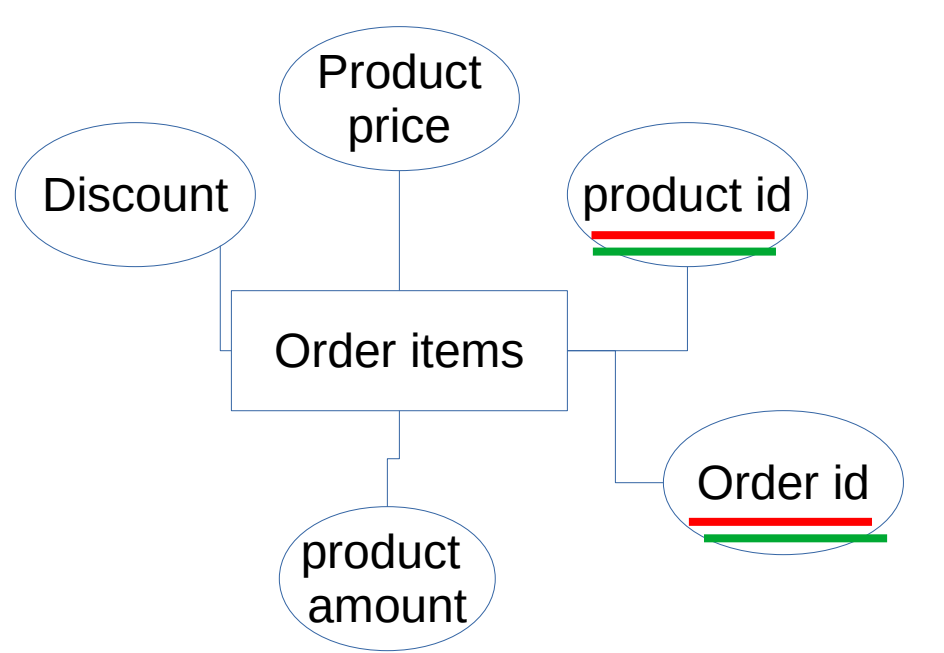 Product
price
Discount
product id
Order items
Order id
product
amount